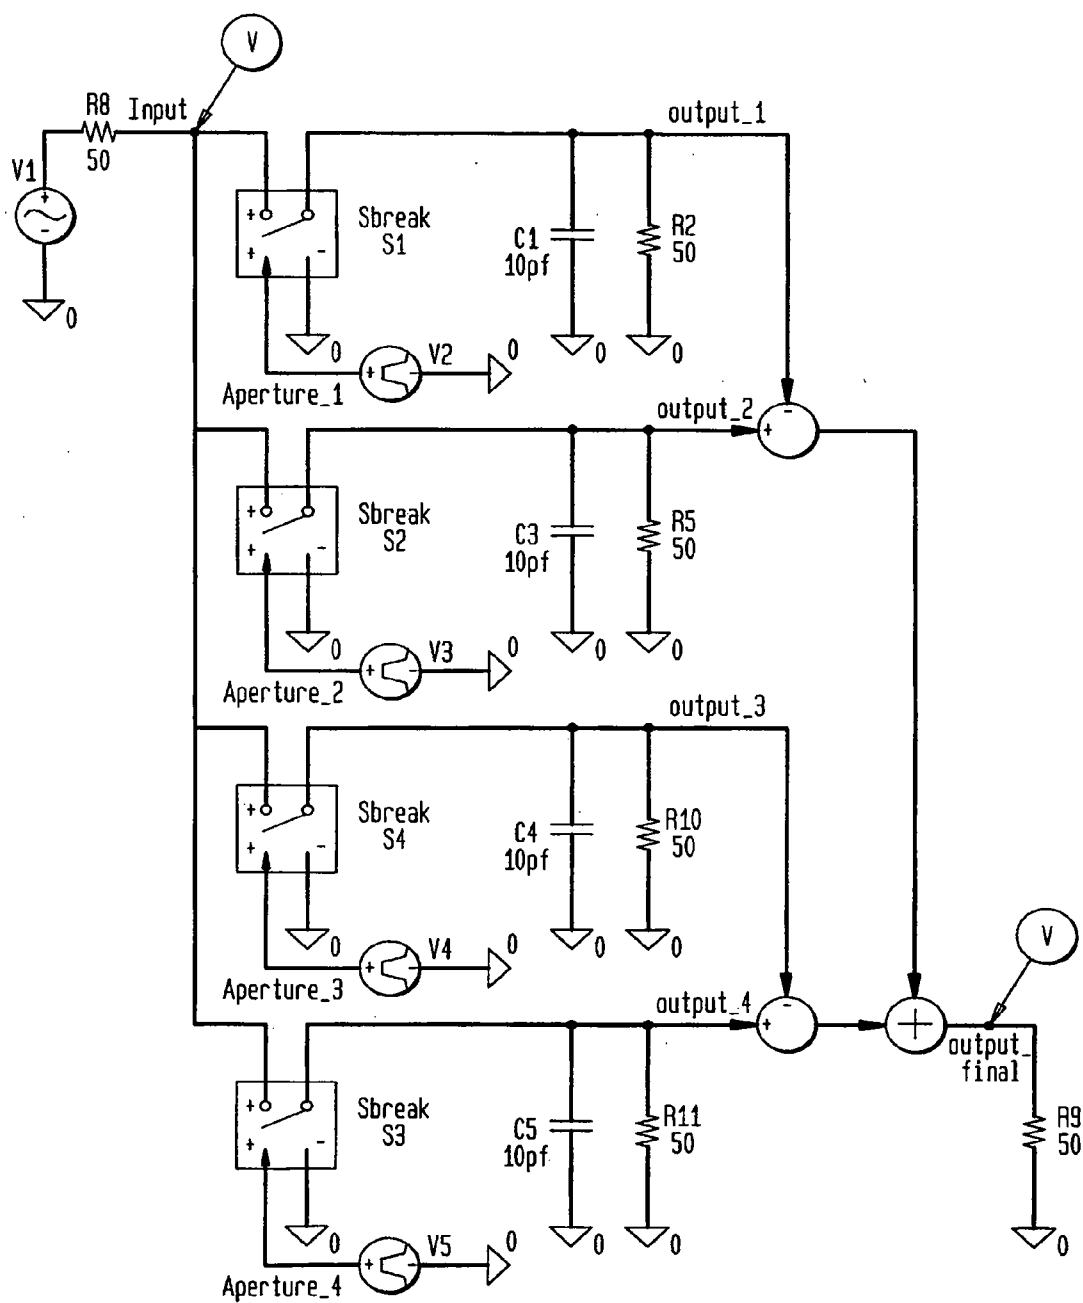 V
R8
Input
50
V1
+
-
0
output_1
+
+
-
Sbreak
S1
C1
10pf
R2
50
0
0
0
V2
0
+
-
Aperture_1
output_2
-
+
+
+
-
Sbreak
S2
C3
10pf
R5
50
0
0
0
V3
0
+
-
Aperture_2
output_3
+
+
-
Sbreak
S4
C4
10pf
R10
50
0
0
0
V4
0
+
-
Aperture_3
V
output_4
-
+
+
output_
final
+
+
-
Sbreak
S3
C5
10pf
R11
50
R9
50
0
0
0
0
V5
0
+
-
Aperture_4